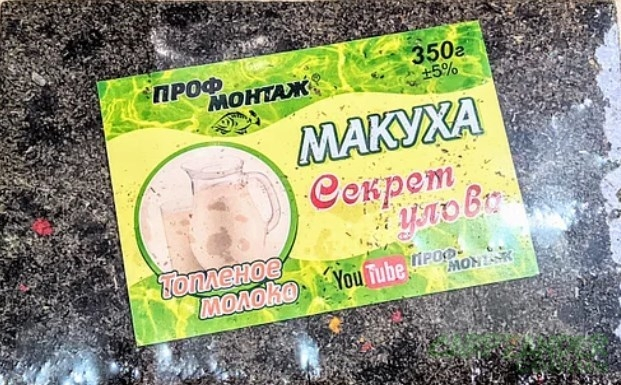 ПРОФ МОНТАЖ®
350г
±5%
МАКУХА
Секрет
улова
Топленое
молоко
YouTube
ПРОФ МОНТАЖ